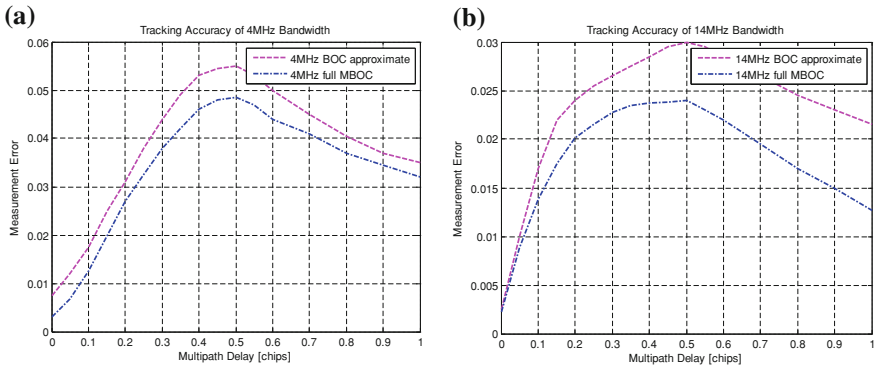 (a)
Tracking Accuracy of 4MHz Bandwidth
0.06
0.05
0.04
0.03
0.02
0.01
0
Measurement Error
4MHz BOC approximate
4MHz full MBOC
0 0.1 0.2 0.3 0.4 0.5 0.6 0.7 0.8 0.9 1
Multipath Delay [chips]
(b)
Tracking Accuracy of 14MHz Bandwidth
0.03
0.025
0.02
0.015
0.01
0.005
0
Measurement Error
14MHz BOC approximate
14MHz full MBOC
0 0.1 0.2 0.3 0.4 0.5 0.6 0.7 0.8 0.9 1
Multipath Delay [chips]